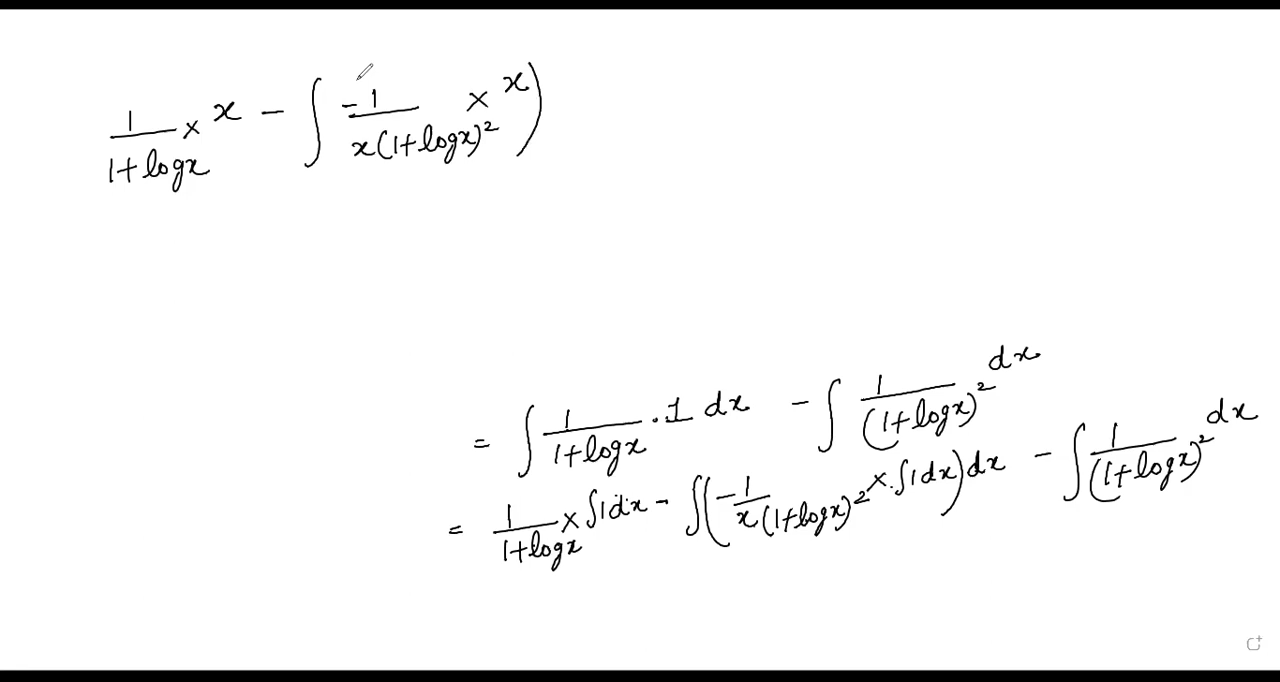 1/(1+logx) × x − ∫ −1/(x(1+logx)²) × x)
= ∫ 1/(1+logx) . 1 dx − ∫ 1/(1+logx)² dx
= 1/(1+logx) × ∫1dx − ∫(−1/x(1+logx)² × . ∫1dx)dx − ∫ 1/(1+logx)² dx